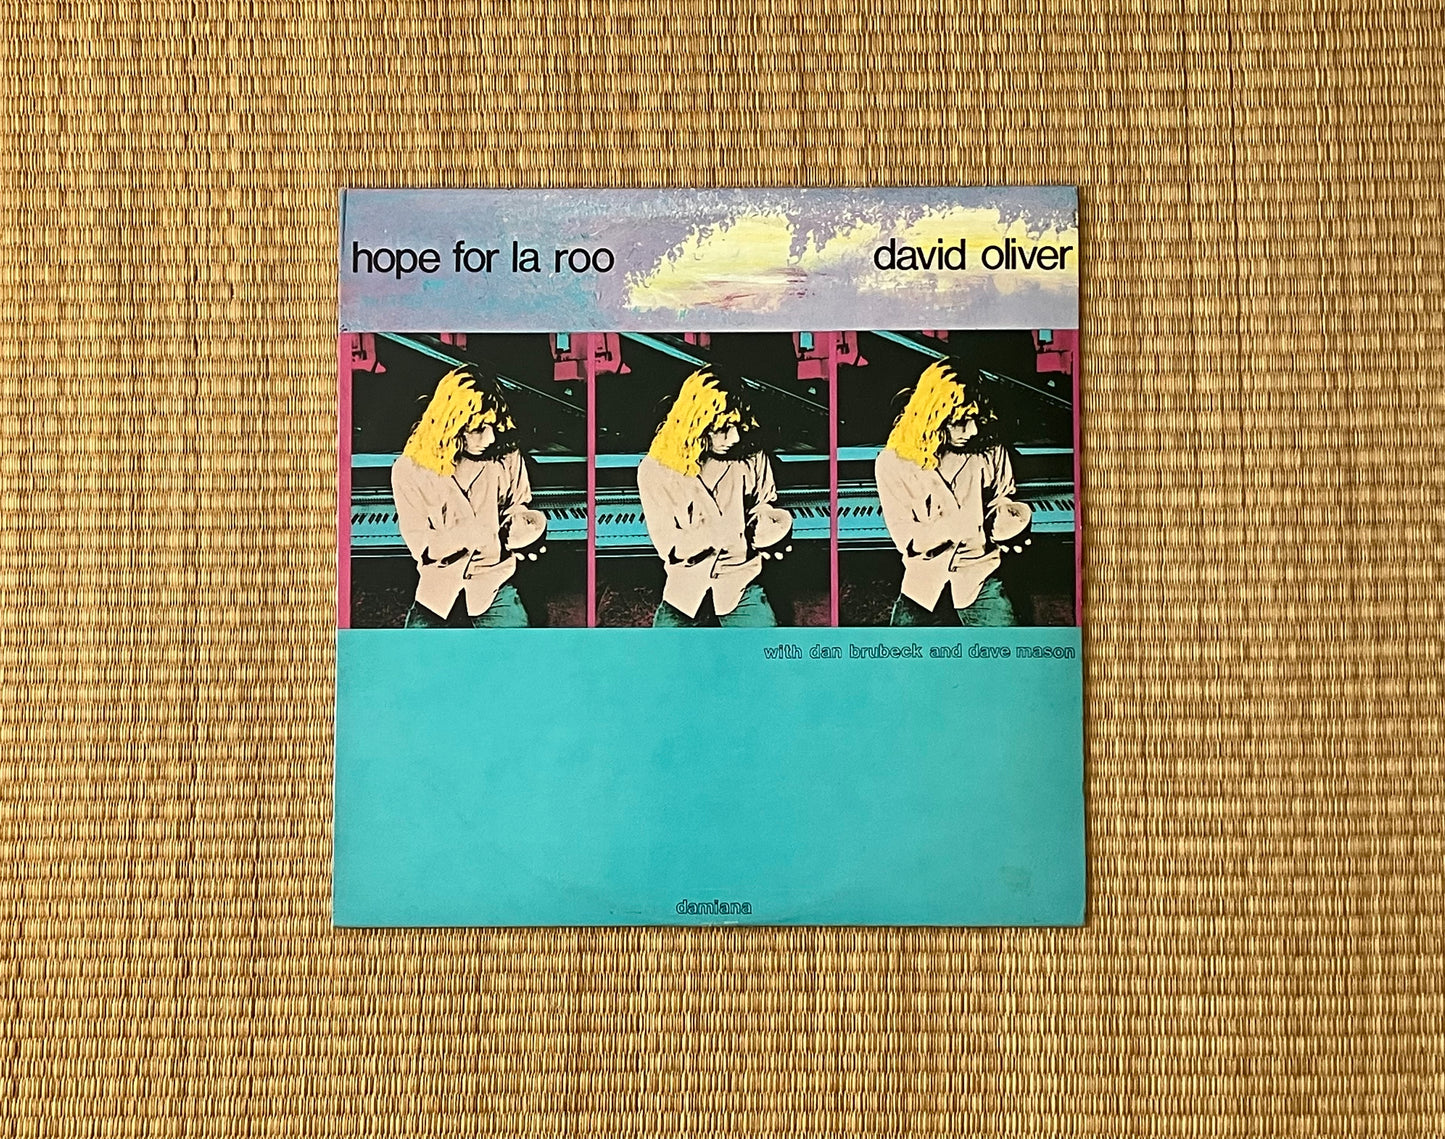 hope for la roo
david oliver
with dan brubeck and dave mason
damiana